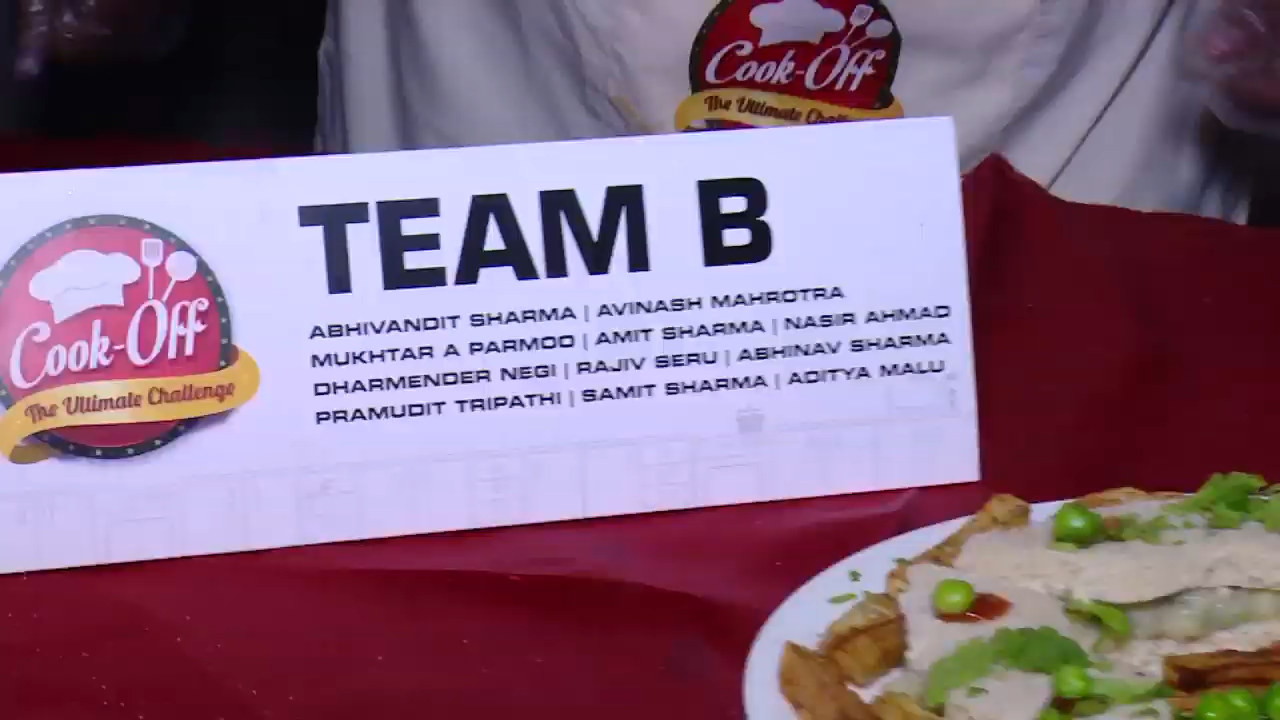 Cook-Off
The Ultimate Challenge
TEAM B
ABHIVANDIT SHARMA | AVINASH MAHROTRA
MUKHTAR A PARMOO | AMIT SHARMA | NASIR AHMAD
DHARMENDER NEGI | RAJIV SERU | ABHINAV SHARMA
PRAMUDIT TRIPATHI | SAMIT SHARMA | ADITYA MALU
Cook-Off
The Ultimate Challenge